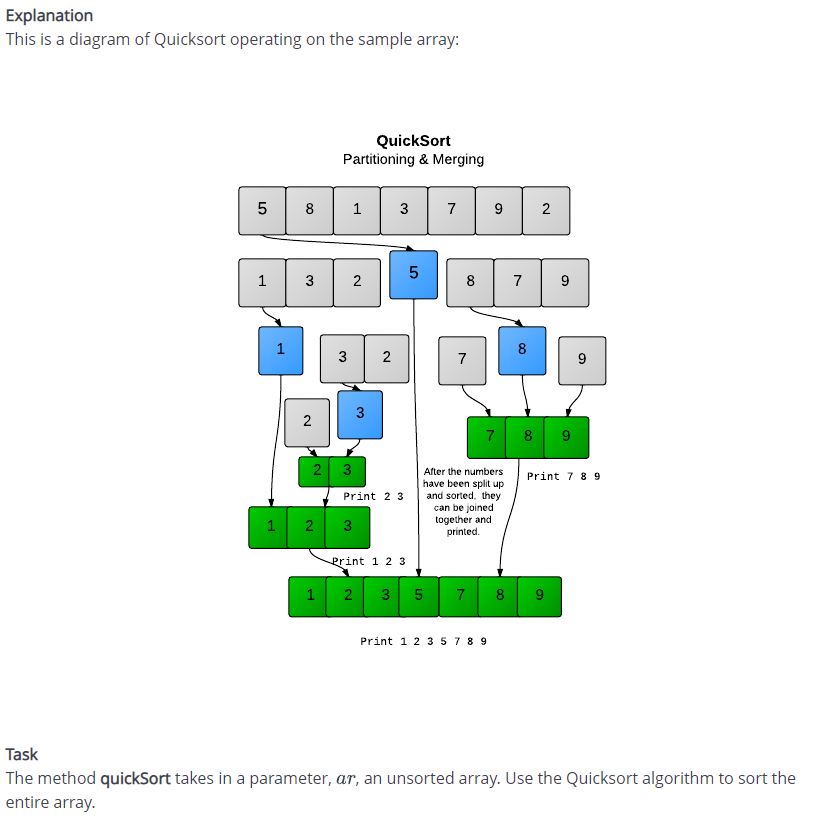 Explanation
This is a diagram of Quicksort operating on the sample array:
QuickSort
Partitioning & Merging
5 8 1 3 7 9 2
1 3 2 5 8 7 9
1 3 2 7 8 9
2 3
7 8 9
2 3
After the numbers
have been split up
and sorted, they
can be joined
together and
printed.
Print 7 8 9
Print 2 3
1 2 3
Print 1 2 3
1 2 3 5 7 8 9
Print 1 2 3 5 7 8 9
Task
The method quickSort takes in a parameter, ar, an unsorted array. Use the Quicksort algorithm to sort the
entire array.